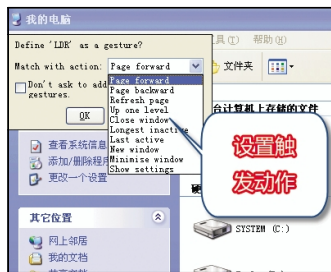 我的电脑
Define 'LDR' as a gesture?
具(T) 帮助(H)
Match with action: Page forward
文件夹
Don't ask to add
gestures.
OK
Page forward
Page backward
Refresh page
Up one level
Close window
Longest inactive
Last active
New window
Minimise window
Show settings
台计算机上存储的文件
设置触
发动作
查看系统信息
添加/删除程序
更改一个设置
硬
其它位置
SYSTEM (C:)
网上邻居
我的文档